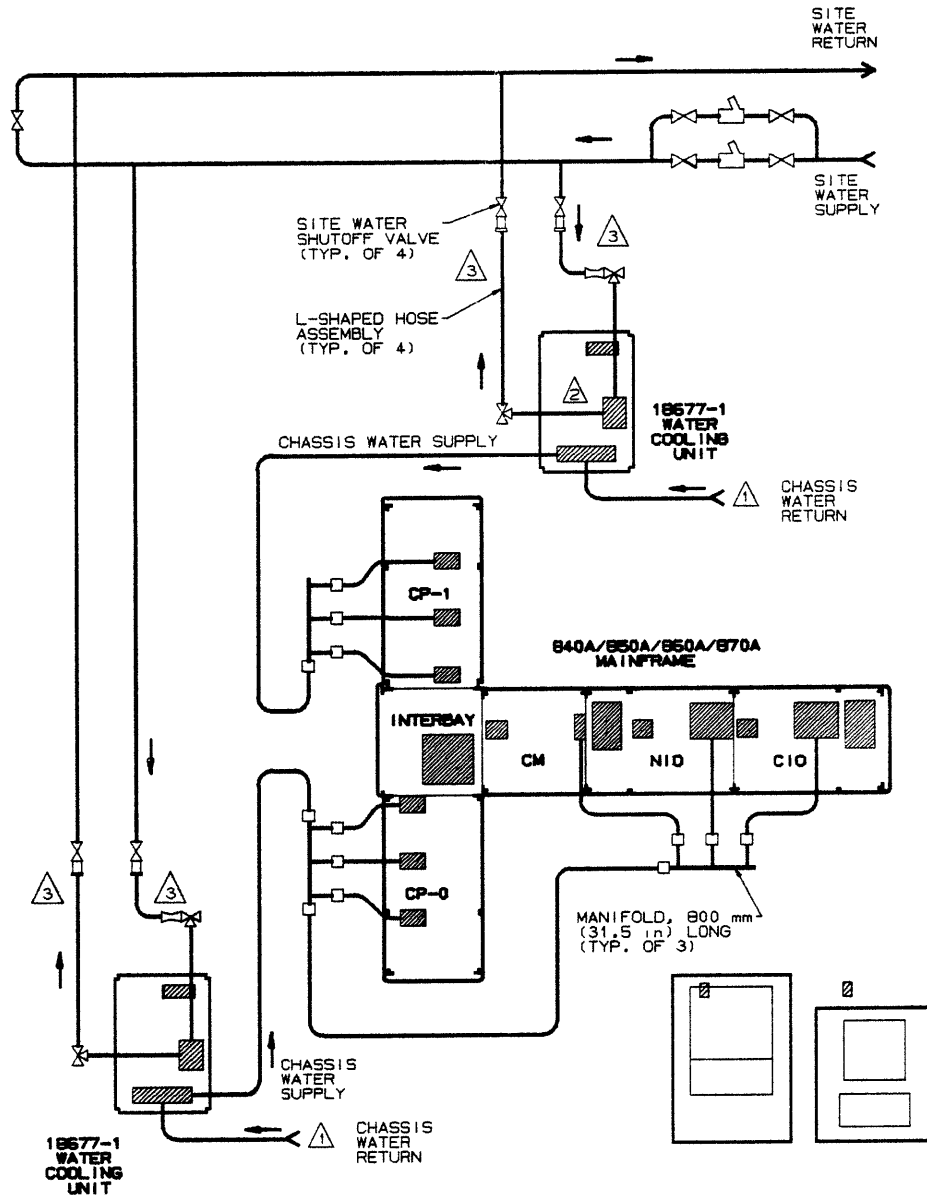 SITE
WATER
RETURN
SITE
WATER
SUPPLY
SITE WATER
SHUTOFF VALVE
(TYP. OF 4)
3
3
L-SHAPED HOSE
ASSEMBLY
(TYP. OF 4)
2
18677-1
WATER
COOLING
UNIT
CHASSIS WATER SUPPLY
1
CHASSIS
WATER
RETURN
CP-1
840A/850A/860A/870A
MAINFRAME
INTERBAY
CM
NIO
CIO
CP-0
3
3
MANIFOLD, 800 mm
(31.5 in) LONG
(TYP. OF 3)
CHASSIS
WATER
SUPPLY
1
CHASSIS
WATER
RETURN
18677-1
WATER
COOLING
UNIT